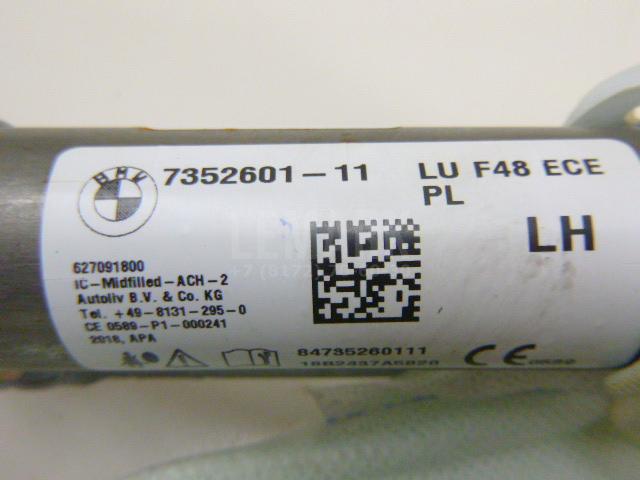 BMW
7352601-11 LU F48 ECE
PL
LH
627091800
IC-Midfilled-ACH-2
Autoliv B.V. & Co. KG
Tel. +49-8131-295-0
CE 0589-P1-000241
2018, APA
84735260111
CE